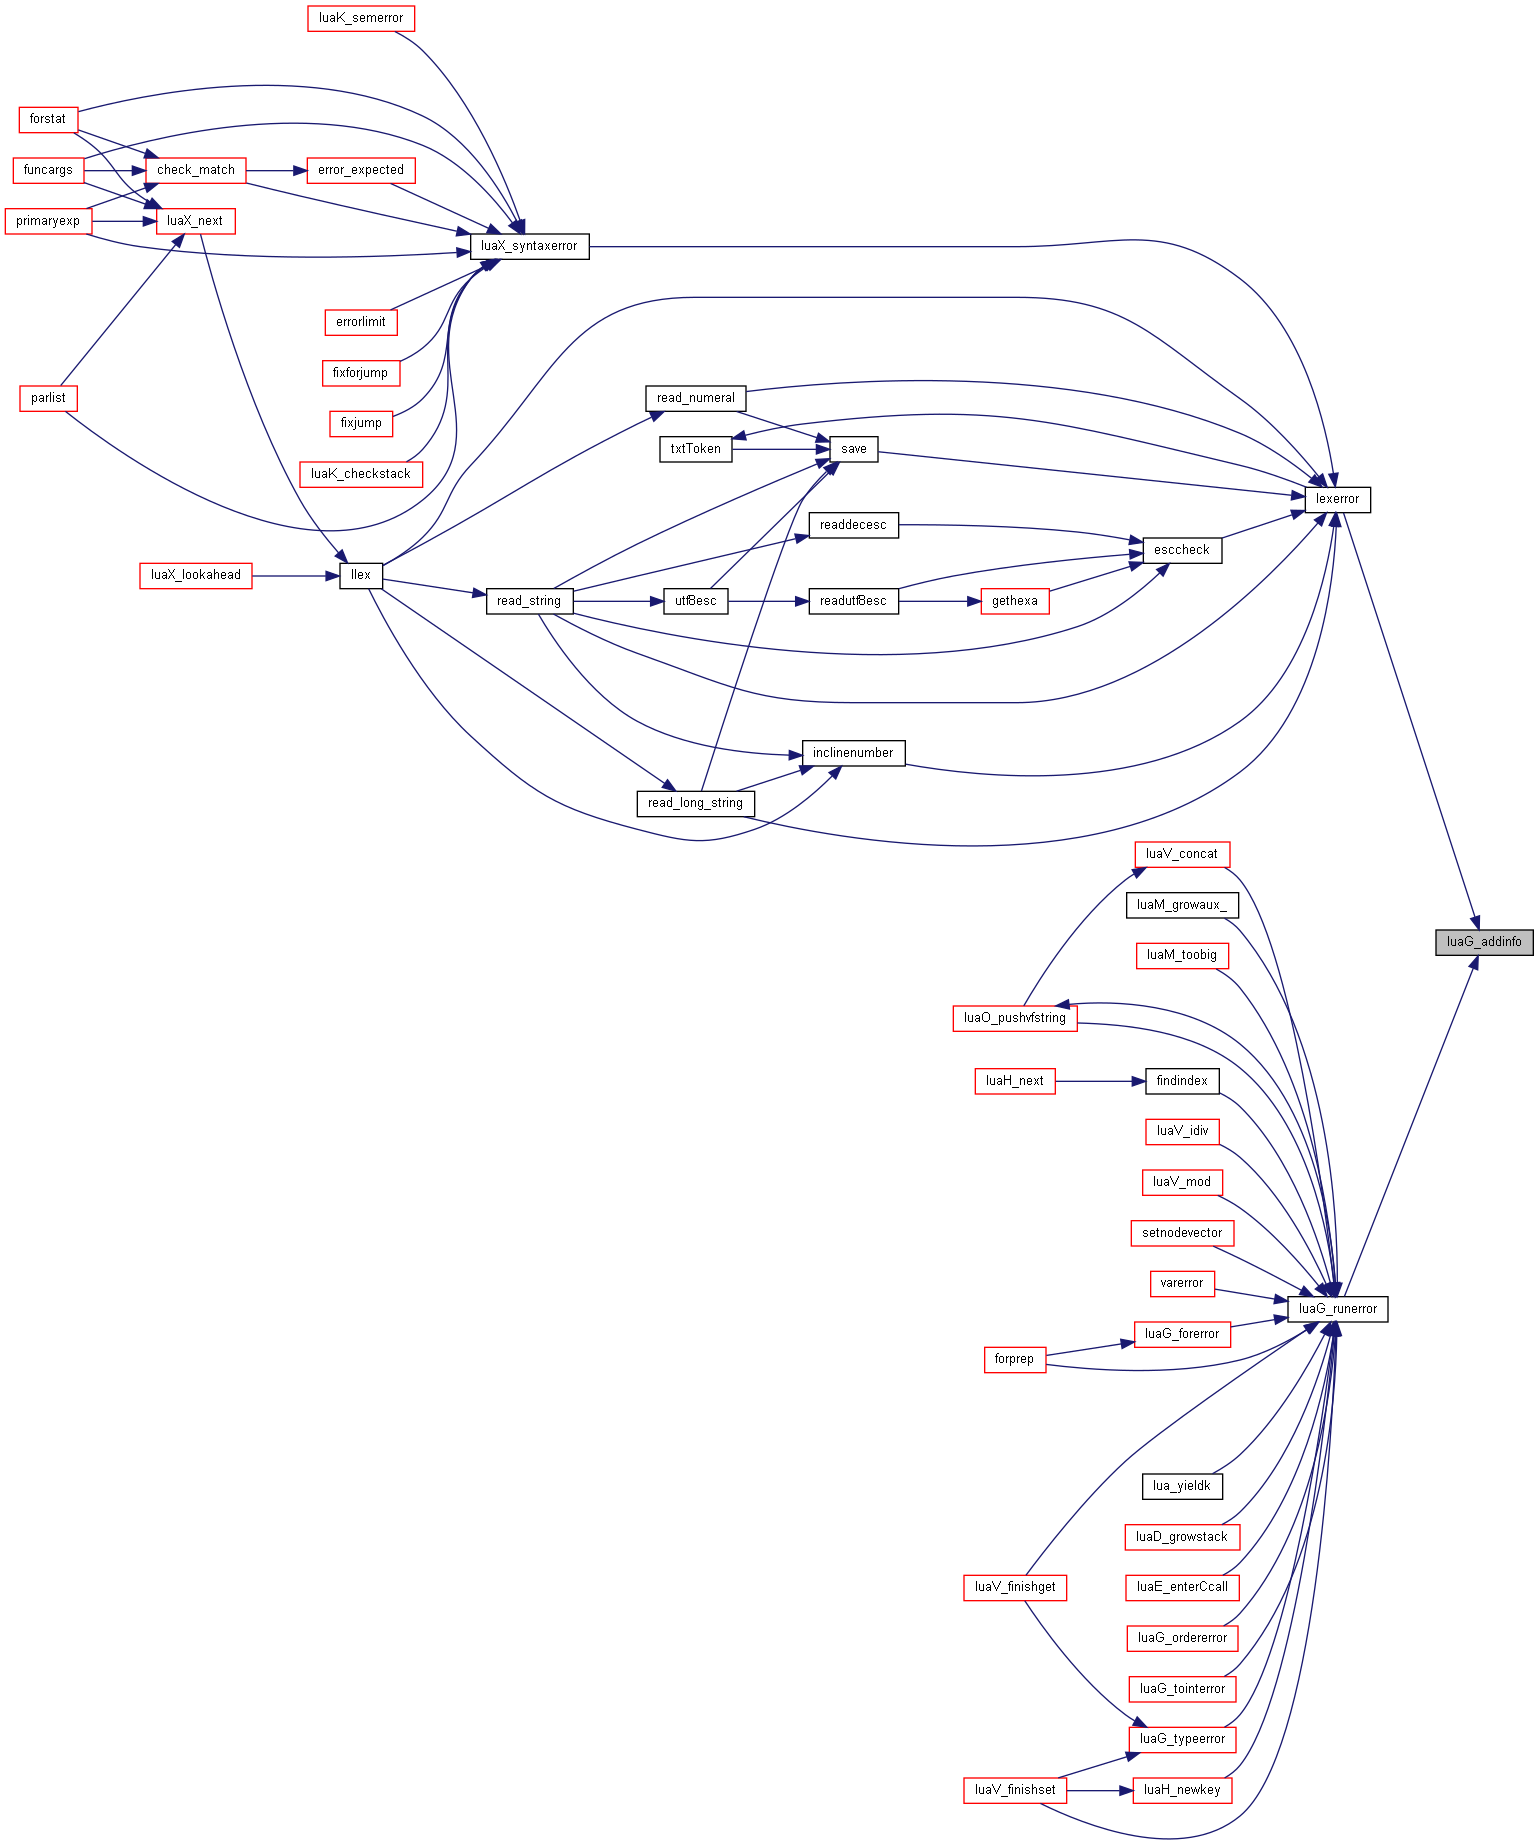 luaK_semerror
forstat
funcargs
check_match
error_expected
primaryexp
luaX_next
luaX_syntaxerror
errorlimit
fixforjump
parlist
read_numeral
fixjump
txtToken
save
luaK_checkstack
lexerror
readdecesc
esccheck
luaX_lookahead
llex
read_string
utf8esc
readutf8esc
gethexa
inclinenumber
read_long_string
luaV_concat
luaM_growaux_
luaG_addinfo
luaM_toobig
luaO_pushvfstring
luaH_next
findindex
luaV_idiv
luaV_mod
setnodevector
varerror
luaG_runerror
luaG_forerror
forprep
lua_yieldk
luaD_growstack
luaV_finishget
luaE_enterCcall
luaG_ordererror
luaG_tointerror
luaG_typeerror
luaV_finishset
luaH_newkey